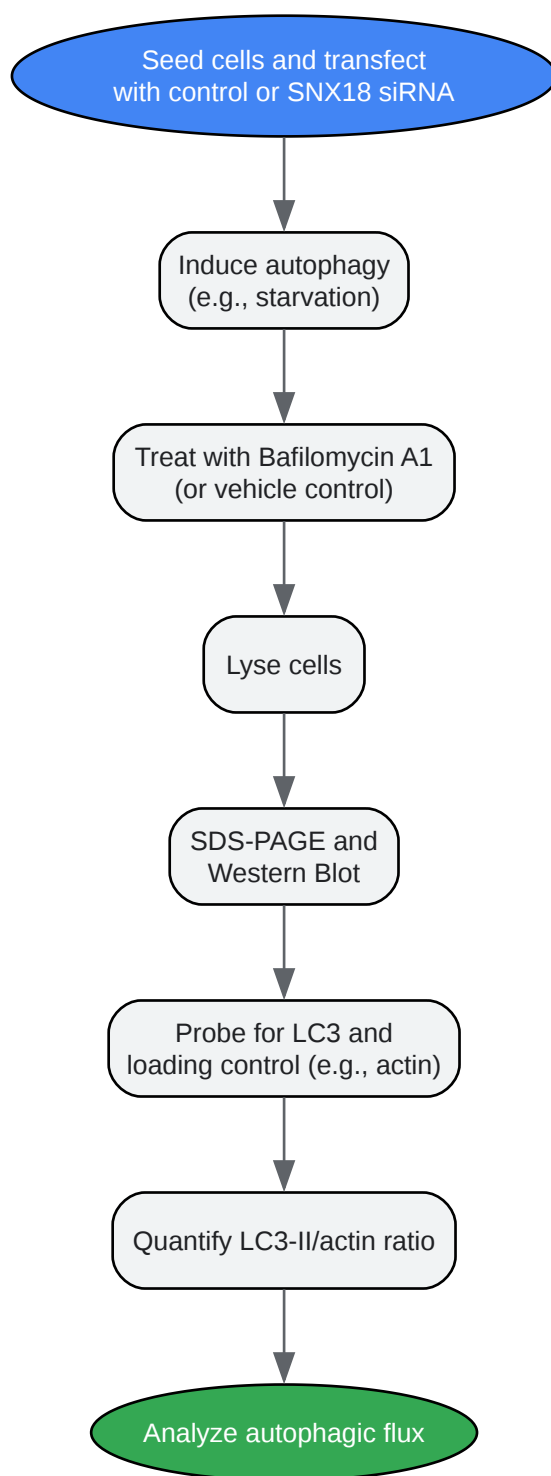 Seed cells and transfect
with control or SNX18 siRNA
Induce autophagy
(e.g., starvation)
Treat with Bafilomycin A1
(or vehicle control)
Lyse cells
SDS-PAGE and
Western Blot
Probe for LC3 and
loading control (e.g., actin)
Quantify LC3-II/actin ratio
Analyze autophagic flux